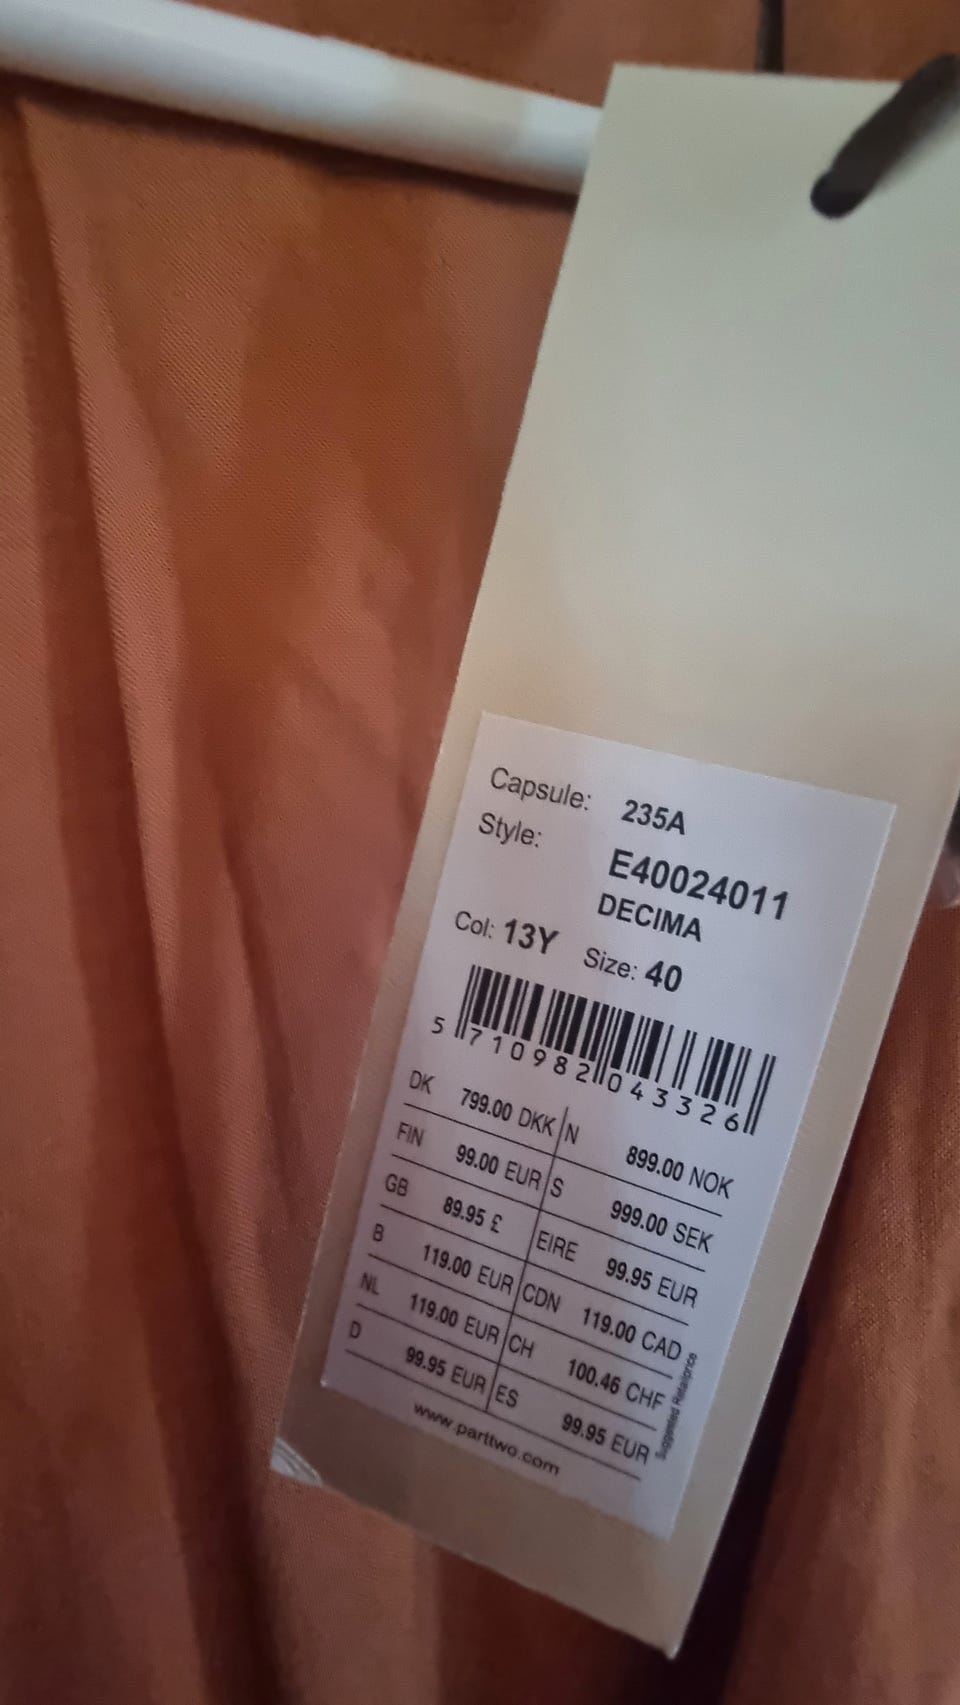 Capsule: 235A
Style: E40024011
DECIMA
Col: 13Y Size: 40
5 710982 043326
DK 799.00 DKK N 899.00 NOK
FIN 99.00 EUR S 999.00 SEK
GB 89.95 £ EIRE 99.95 EUR
B 119.00 EUR CDN 119.00 CAD
NL 119.00 EUR CH 100.46 CHF
D 99.95 EUR ES 99.95 EUR
Suggested Retailprice
www.parttwo.com